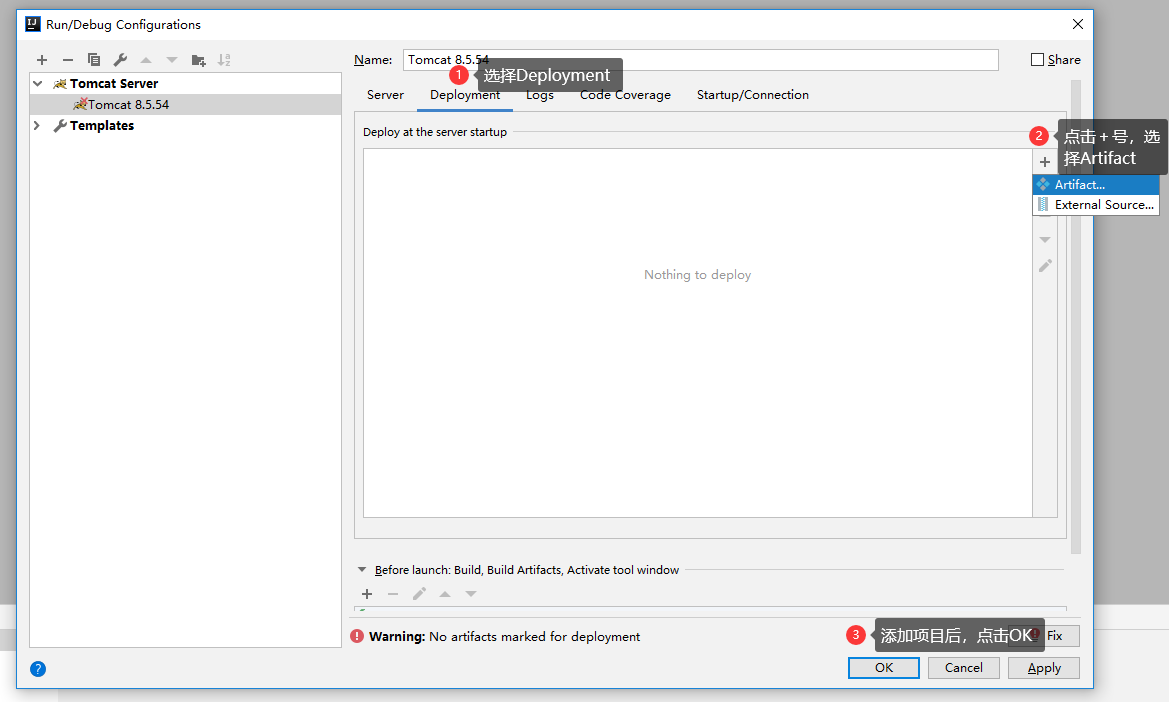 Run/Debug Configurations
Name:
Tomcat 8.5.54
Share
Tomcat Server
Tomcat 8.5.54
Templates
1
选择Deployment
Server
Deployment
Logs
Code Coverage
Startup/Connection
Deploy at the server startup
2
点击+号，选
择Artifact
Artifact...
External Source...
Nothing to deploy
Before launch: Build, Build Artifacts, Activate tool window
Warning: No artifacts marked for deployment
3
添加项目后，点击OK
Fix
OK
Cancel
Apply